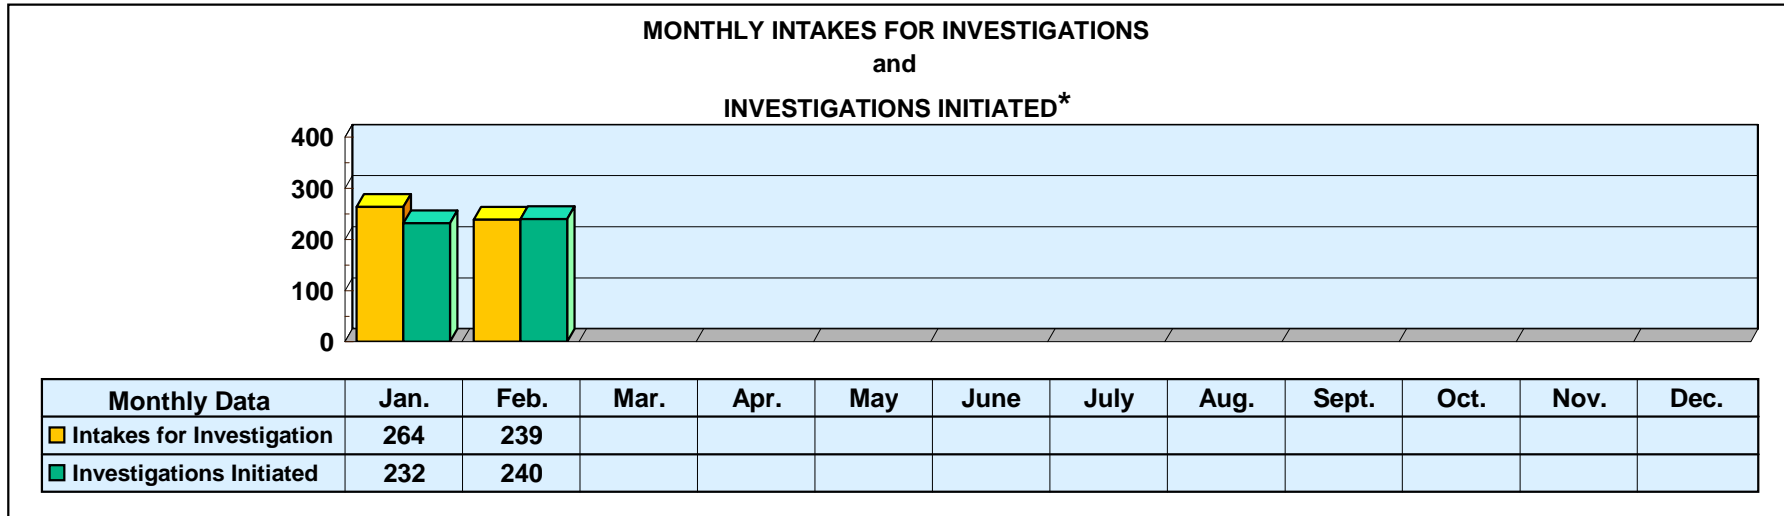 MONTHLY INTAKES FOR INVESTIGATIONS
and
INVESTIGATIONS INITIATED*
400
300
200
100
0
Monthly Data Jan. Feb. Mar. Apr. May June July Aug. Sept. Oct. Nov. Dec.
Intakes for Investigation 264 239
Investigations Initiated 232 240